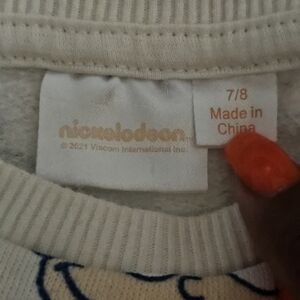 nickelodeon
© 2021 Viacom International Inc.
7/8
Made in
China